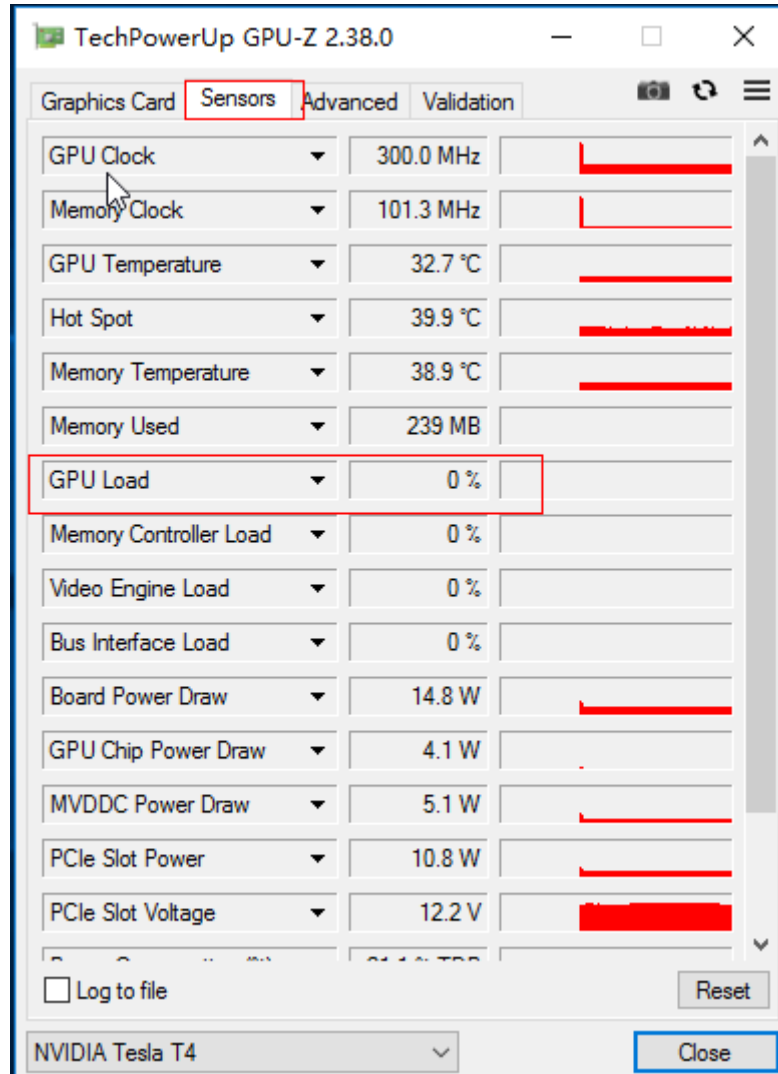 TechPowerUp GPU-Z 2.38.0
Graphics Card Sensors Advanced Validation
GPU Clock 300.0 MHz
Memory Clock 101.3 MHz
GPU Temperature 32.7 °C
Hot Spot 39.9 °C
Memory Temperature 38.9 °C
Memory Used 239 MB
GPU Load 0 %
Memory Controller Load 0 %
Video Engine Load 0 %
Bus Interface Load 0 %
Board Power Draw 14.8 W
GPU Chip Power Draw 4.1 W
MVDDC Power Draw 5.1 W
PCIe Slot Power 10.8 W
PCIe Slot Voltage 12.2 V
Log to file Reset
NVIDIA Tesla T4 Close